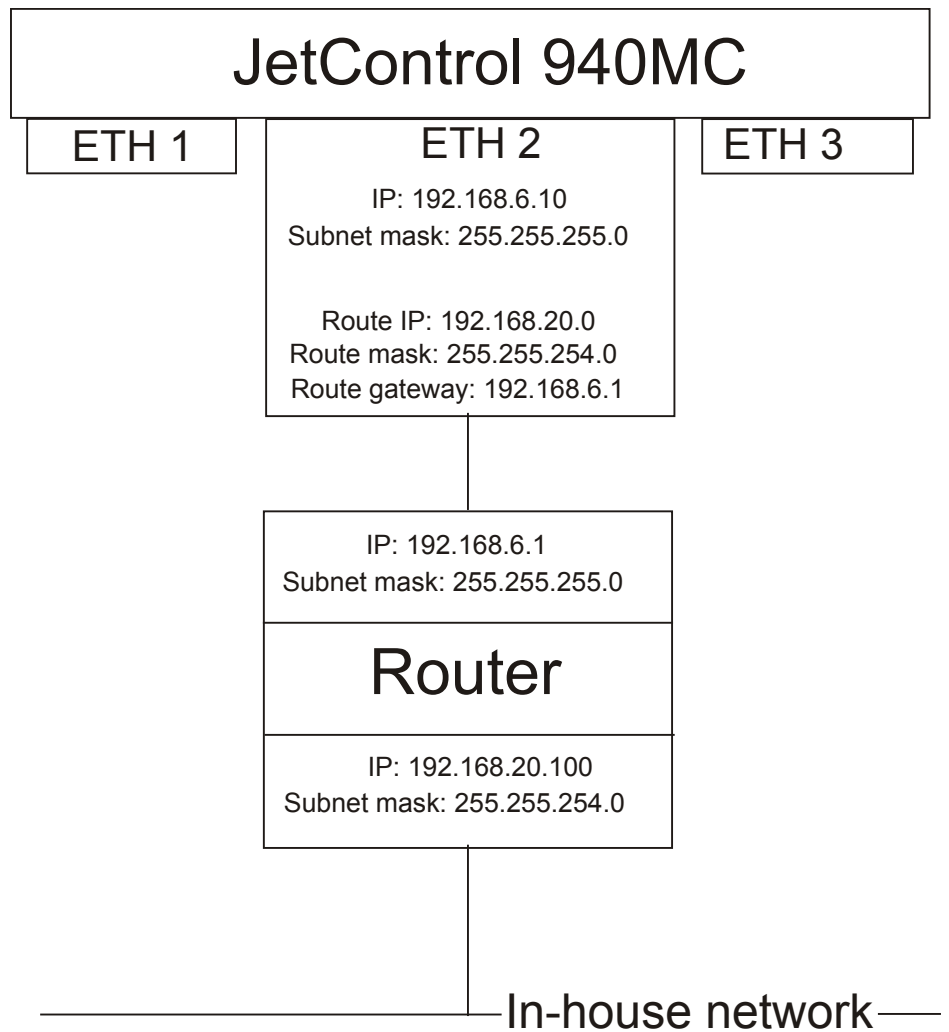 JetControl 940MC
ETH 1
ETH 2
ETH 3
IP: 192.168.6.10
Subnet mask: 255.255.255.0
Route IP: 192.168.20.0
Route mask: 255.255.254.0
Route gateway: 192.168.6.1
IP: 192.168.6.1
Subnet mask: 255.255.255.0
Router
IP: 192.168.20.100
Subnet mask: 255.255.254.0
In-house network